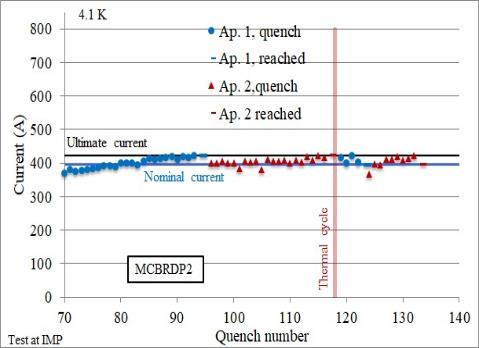 4.1 K
800
700
600
500
400
300
200
100
0
Current (A)
Ap. 1, quench
Ap. 1, reached
Ap. 2,quench
Ap. 2 reached
Ultimate current
Nominal current
Thermal cycle
MCBRDP2
70 80 90 100 110 120 130 140
Quench number
Test at IMP